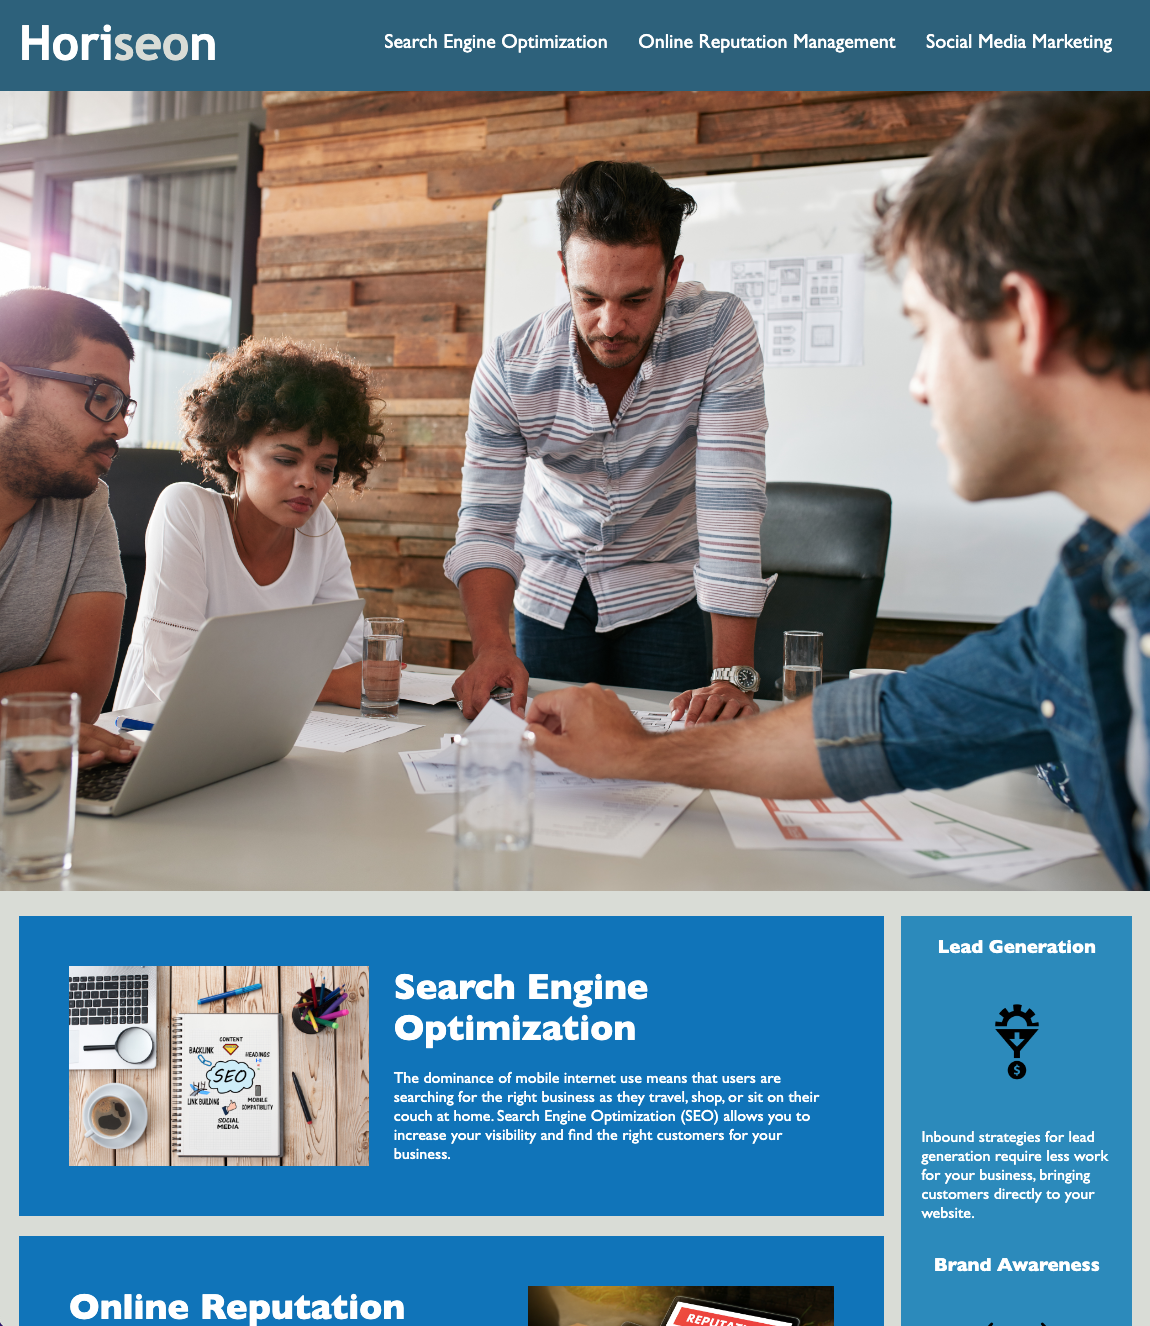 Horiseon
Search Engine Optimization
Online Reputation Management
Social Media Marketing
Search Engine
Optimization
The dominance of mobile internet use means that users are
searching for the right business as they travel, shop, or sit on their
couch at home. Search Engine Optimization (SEO) allows you to
increase your visibility and find the right customers for your
business.
CONTENT
BACKLINK
HEADINGS
SEO
LINK BUILDING
MOBILE
COMPATIBILITY
SOCIAL
MEDIA
Lead Generation
$
Inbound strategies for lead
generation require less work
for your business, bringing
customers directly to your
website.
Brand Awareness
Online Reputation